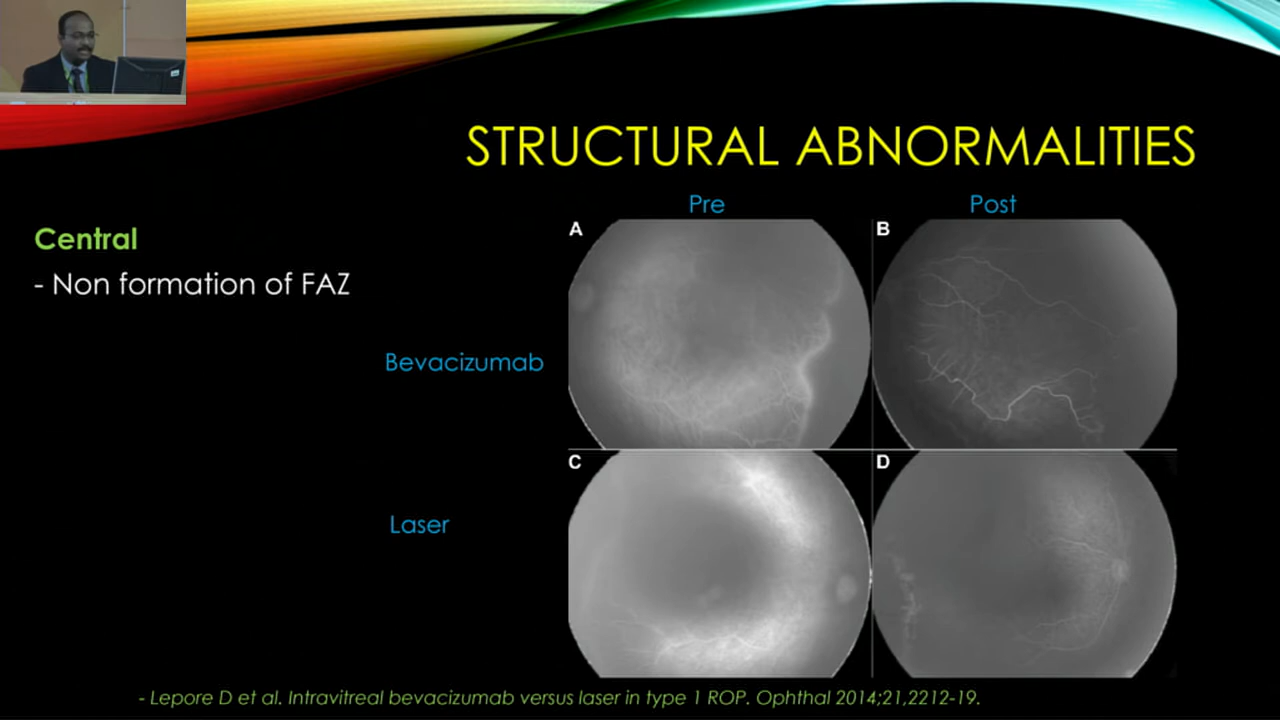 STRUCTURAL ABNORMALITIES
Pre
Post
Central
- Non formation of FAZ
A
B
Bevacizumab
C
D
Laser
- Lepore D et al. Intravitreal bevacizumab versus laser in type 1 ROP. Ophthal 2014;21,2212-19.